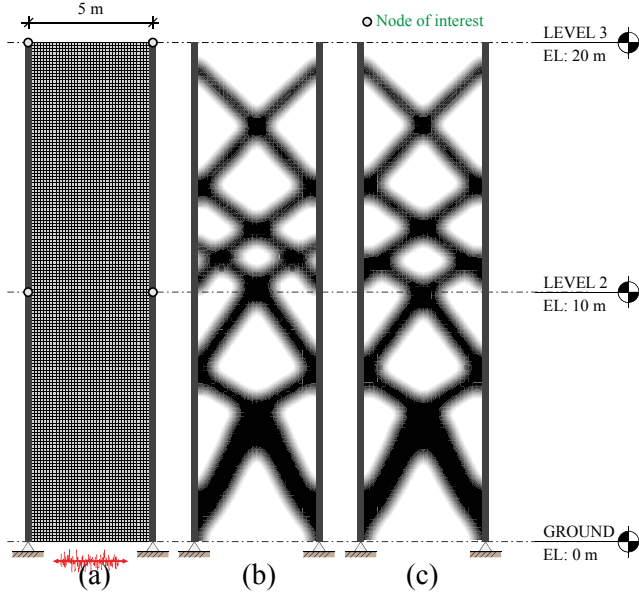 5 m
Node of interest
LEVEL 3
EL: 20 m
LEVEL 2
EL: 10 m
GROUND
EL: 0 m
(a)
(b)
(c)